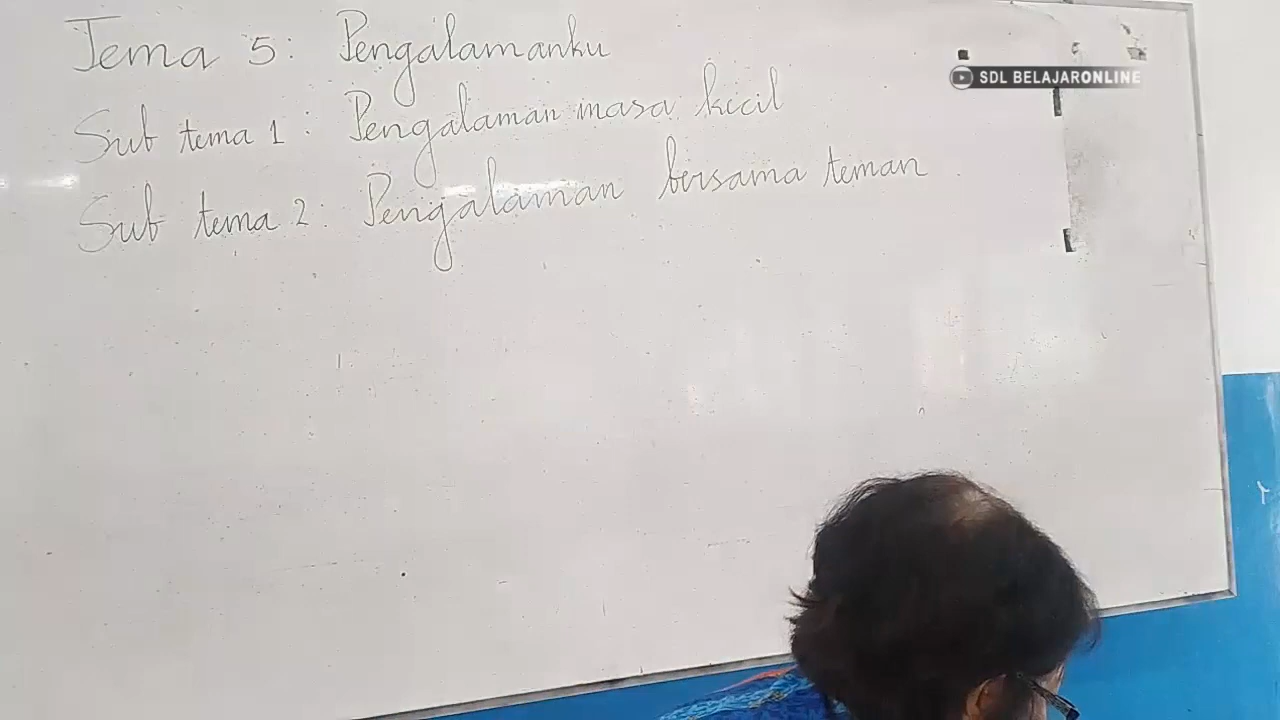 Tema 5: Pengalamanku
SDL BELAJARONLINE
Sub tema 1: Pengalaman masa kecil
Sub tema 2: Pengalaman bersama teman